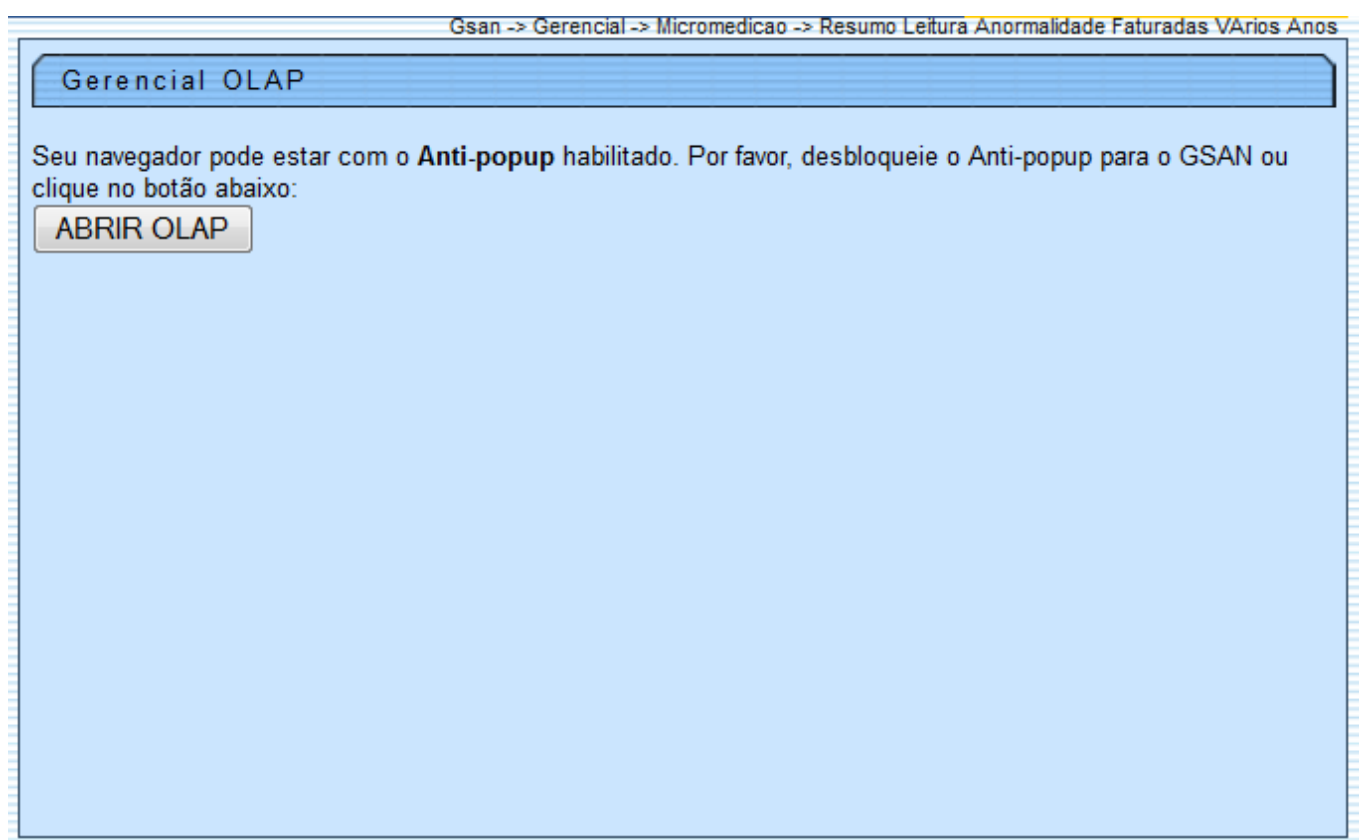 Gsan -> Gerencial -> Micromedicao -> Resumo Leitura Anormalidade Faturadas VArios Anos
Gerencial OLAP
Seu navegador pode estar com o Anti-popup habilitado. Por favor, desbloqueie o Anti-popup para o GSAN ou
clique no botão abaixo:
ABRIR OLAP